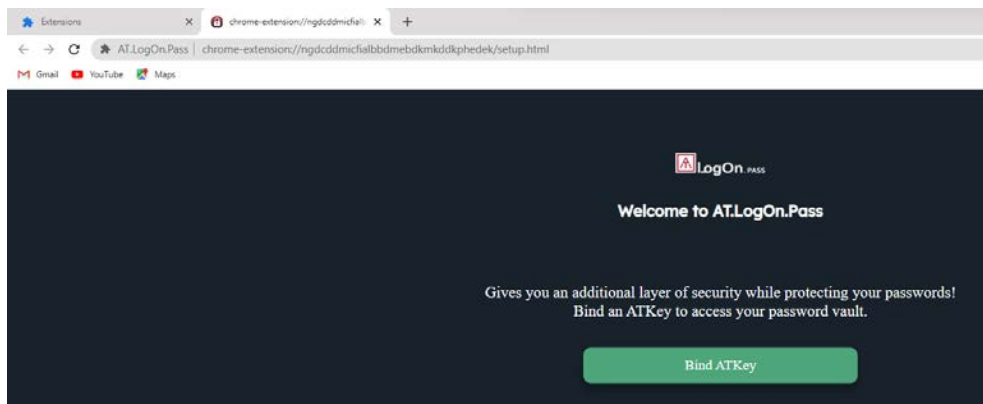 Extensions
chrome-extension://ngdcddmicfialb
AT.LogOn.Pass | chrome-extension://ngdcddmicfialbbdmebdkmkddkphedek/setup.html
Gmail YouTube Maps
LogOn.PASS
Welcome to AT.LogOn.Pass
Gives you an additional layer of security while protecting your passwords!
Bind an ATKey to access your password vault.
Bind ATKey